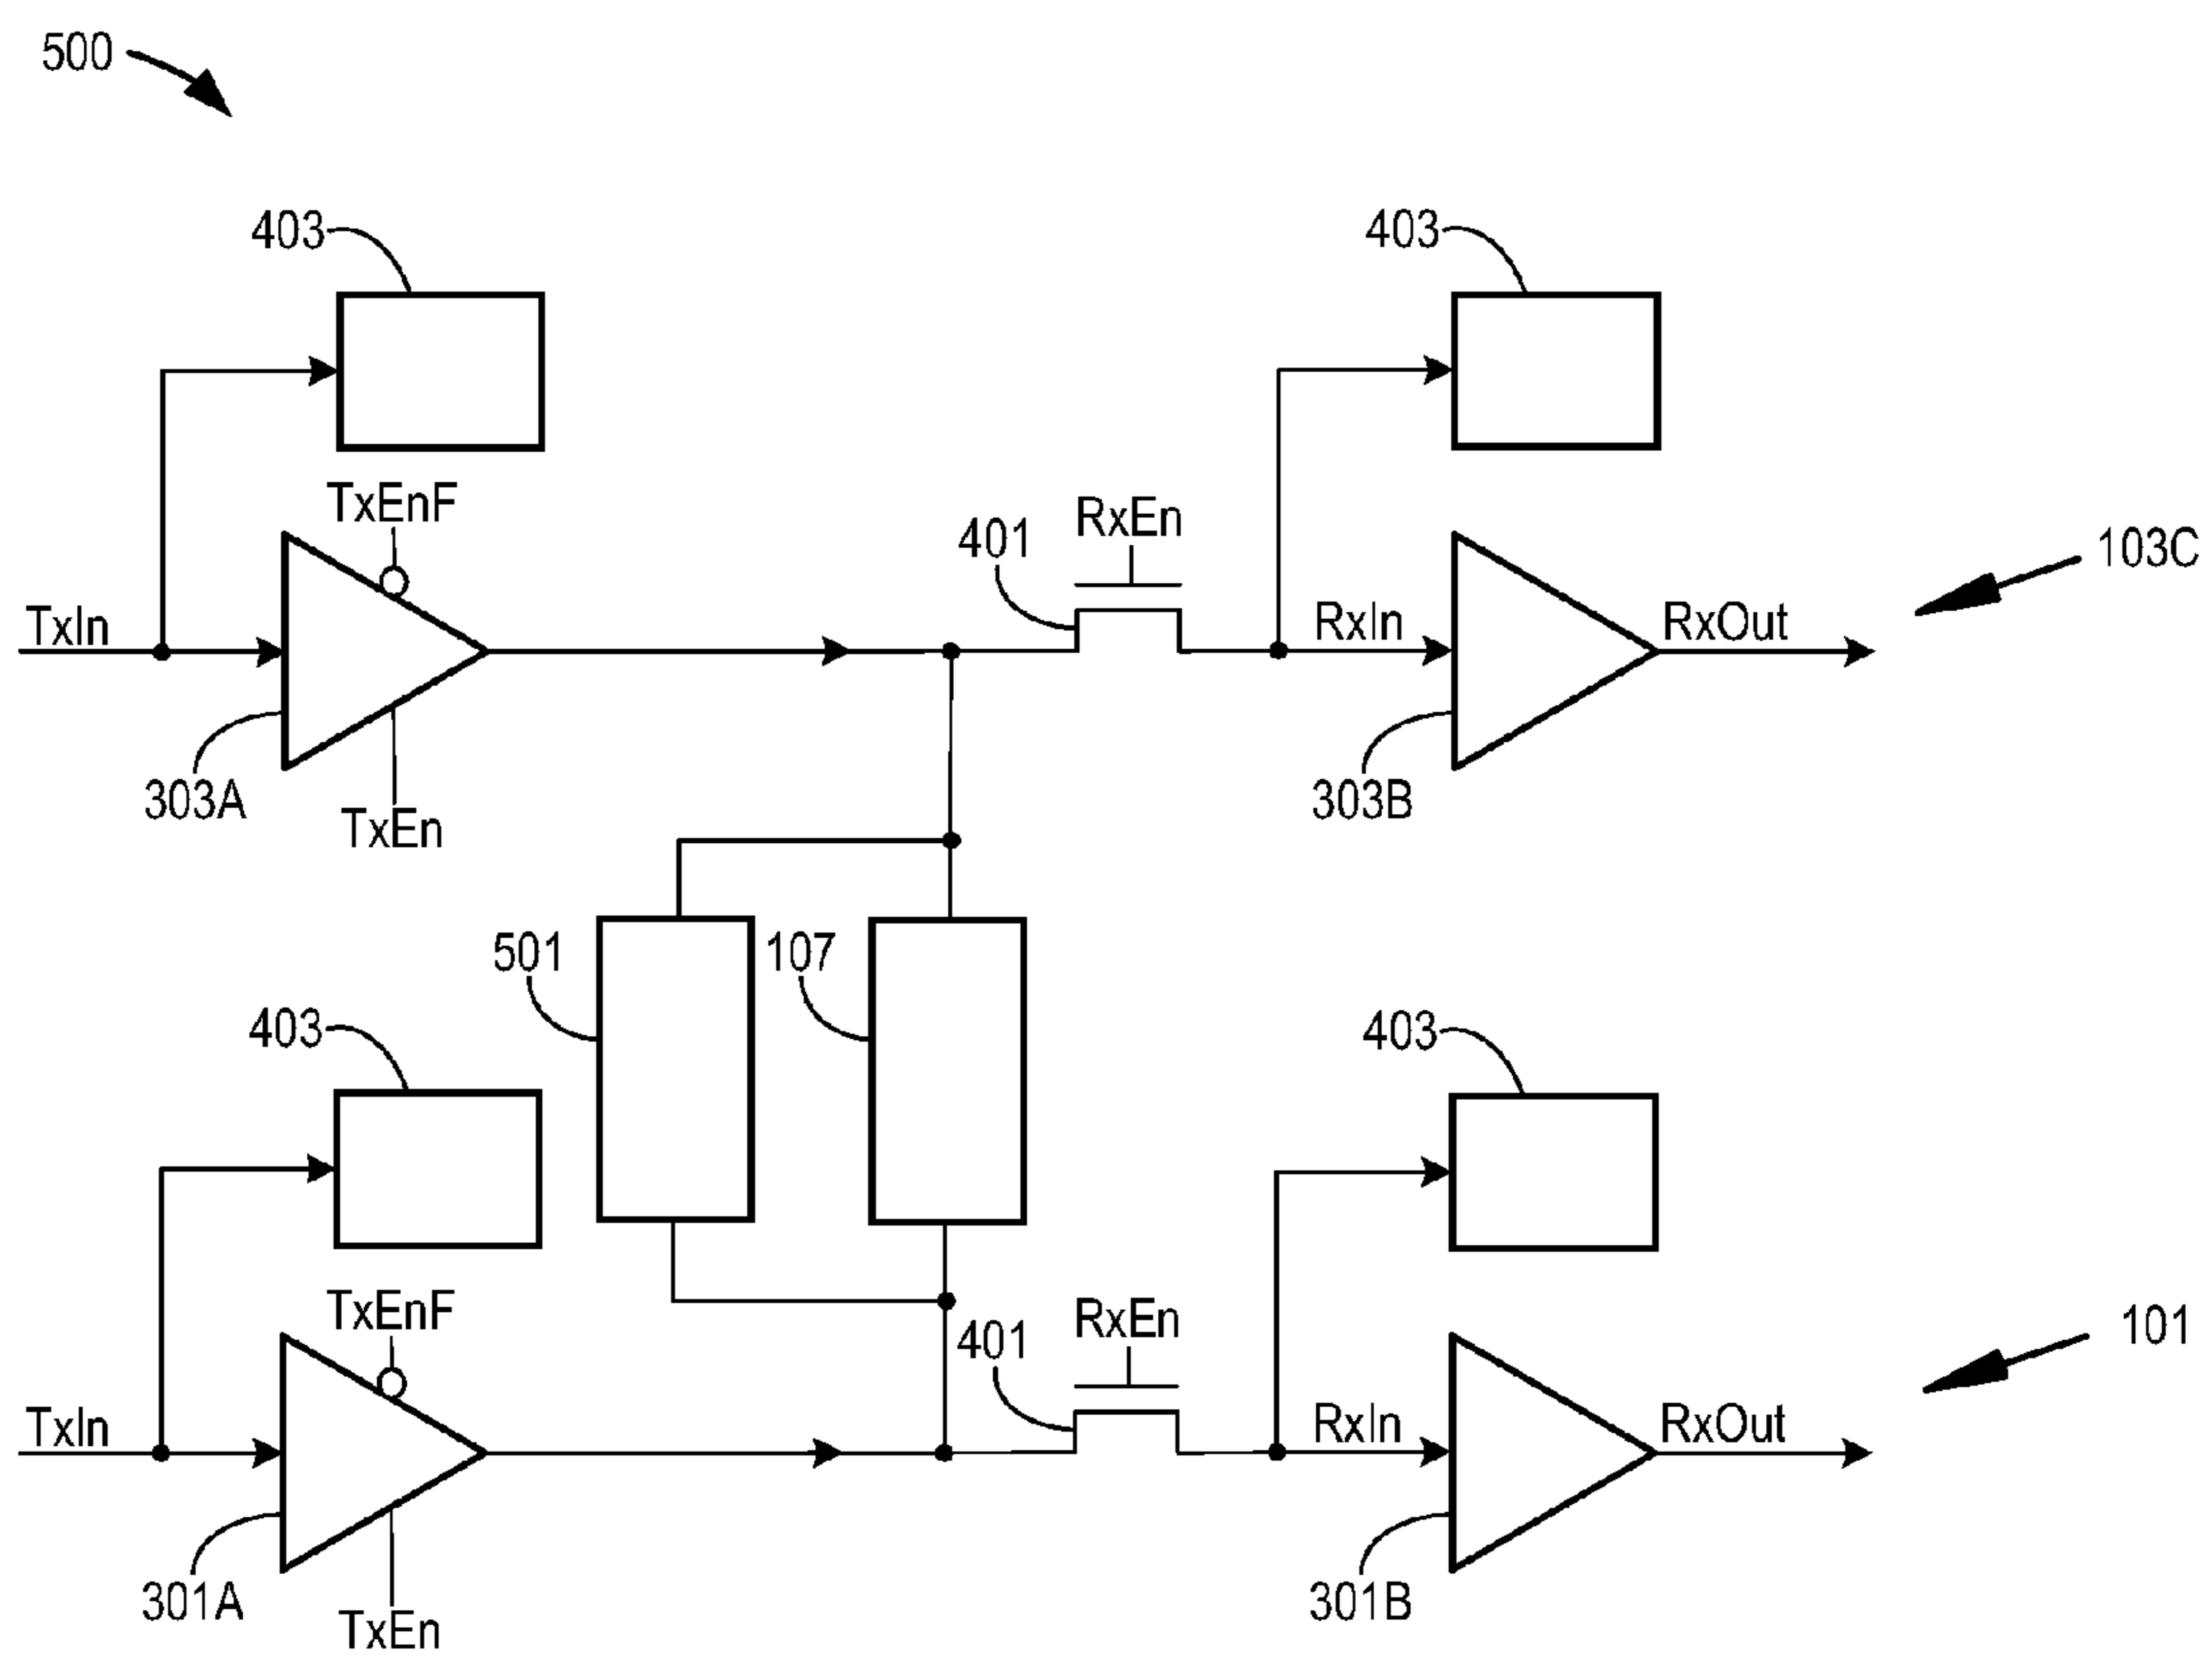 500
403
403
TxEnF
RxEn
401
103C
TxIn
RxIn
RxOut
303A
303B
TxEn
501
107
403
403
TxEnF
RxEn
401
101
TxIn
RxIn
RxOut
301A
301B
TxEn